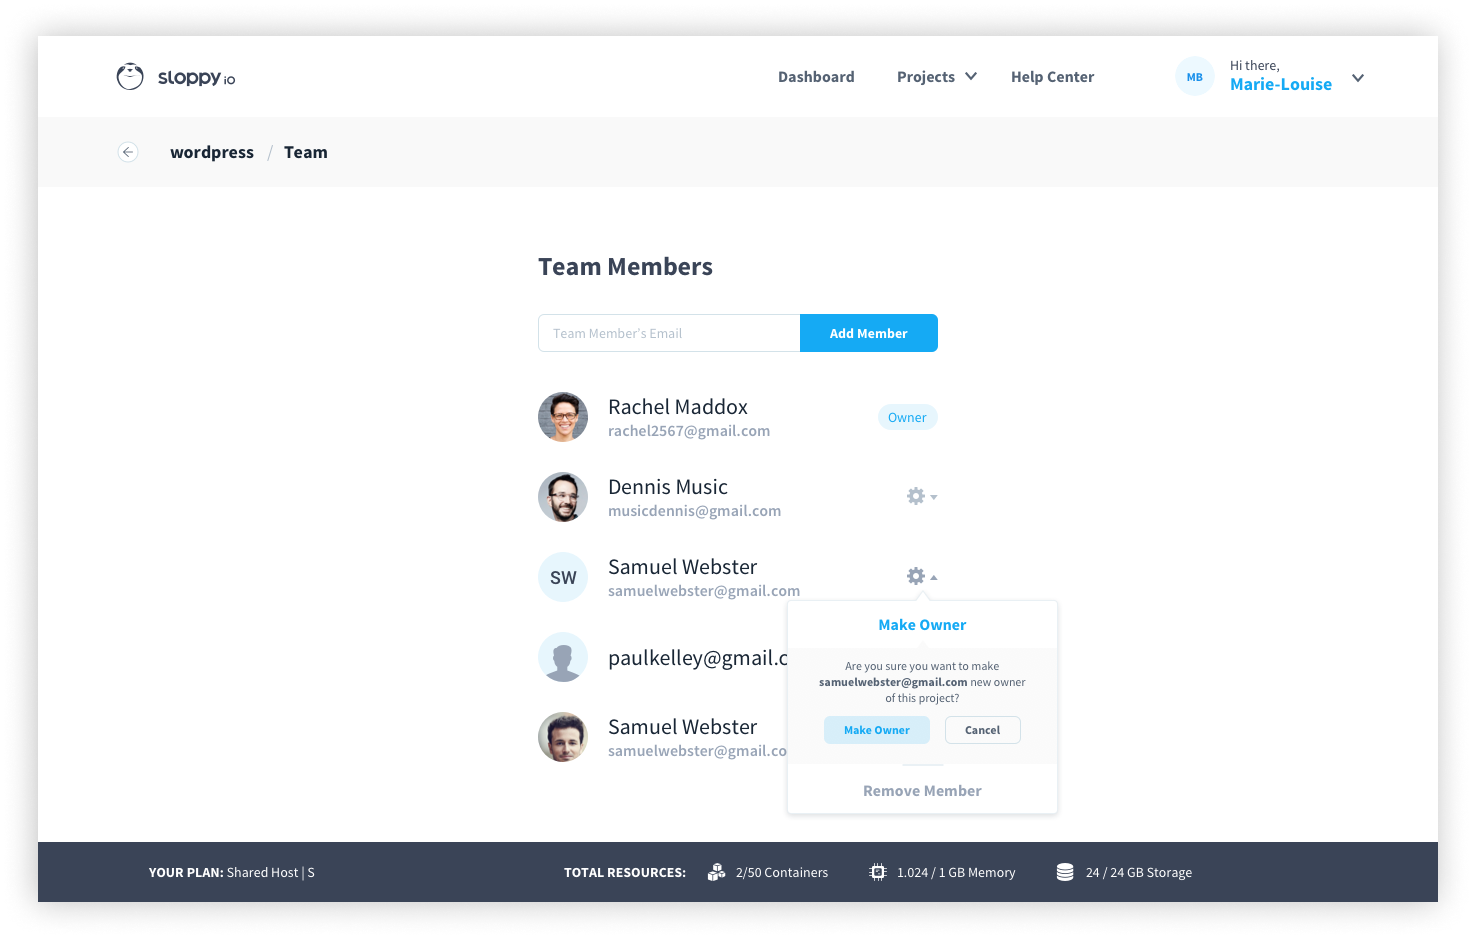 sloppy.io
Dashboard
Projects
Help Center
MB
Hi there,
Marie-Louise
wordpress / Team
Team Members
Team Member's Email
Add Member
Rachel Maddox
rachel2567@gmail.com
Owner
Dennis Music
musicdennis@gmail.com
SW
Samuel Webster
samuelwebster@gmail.com
paulkelley@gmail.c
Samuel Webster
samuelwebster@gmail.co
Make Owner
Are you sure you want to make
samuelwebster@gmail.com new owner
of this project?
Make Owner
Cancel
Remove Member
YOUR PLAN: Shared Host | S
TOTAL RESOURCES:
2/50 Containers
1.024 / 1 GB Memory
24 / 24 GB Storage